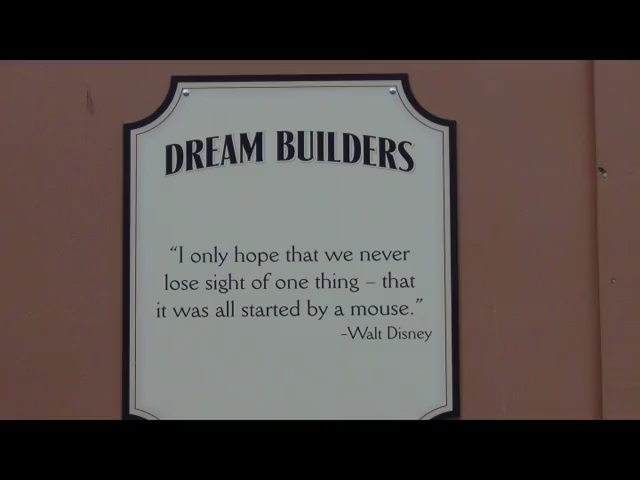 DREAM BUILDERS
“I only hope that we never
lose sight of one thing – that
it was all started by a mouse.”
–Walt Disney